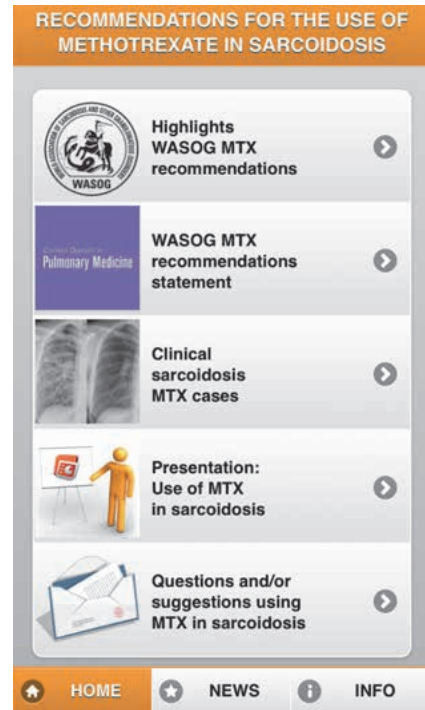 RECOMMENDATIONS FOR THE USE OF
METHOTREXATE IN SARCOIDOSIS
Highlights
WASOG MTX
recommendations
WASOG
WASOG MTX
recommendations
statement
Pulmonary Medicine
Clinical
sarcoidosis
MTX cases
Presentation:
Use of MTX
in sarcoidosis
Questions and/or
suggestions using
MTX in sarcoidosis
HOME
NEWS
INFO